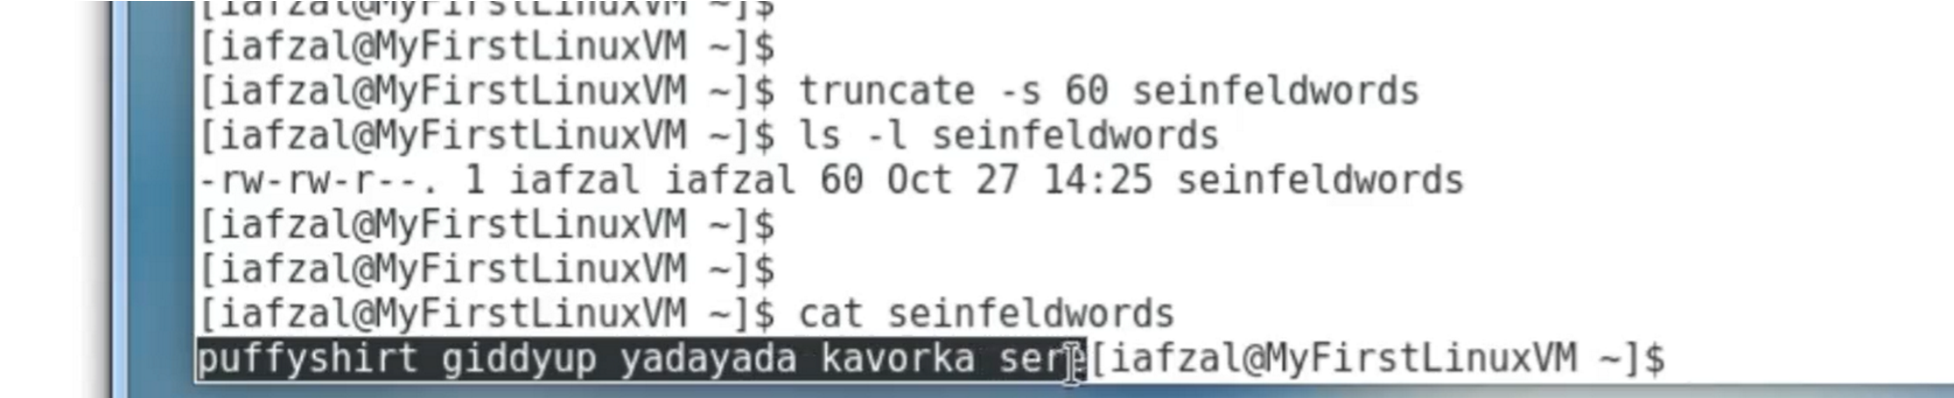 [iafzal@MyFirstLinuxVM ~]$
[iafzal@MyFirstLinuxVM ~]$
[iafzal@MyFirstLinuxVM ~]$ truncate -s 60 seinfeldwords
[iafzal@MyFirstLinuxVM ~]$ ls -l seinfeldwords
-rw-rw-r--. 1 iafzal iafzal 60 Oct 27 14:25 seinfeldwords
[iafzal@MyFirstLinuxVM ~]$
[iafzal@MyFirstLinuxVM ~]$
[iafzal@MyFirstLinuxVM ~]$ cat seinfeldwords
puffyshirt giddyup yadayada kavorka sere[iafzal@MyFirstLinuxVM ~]$